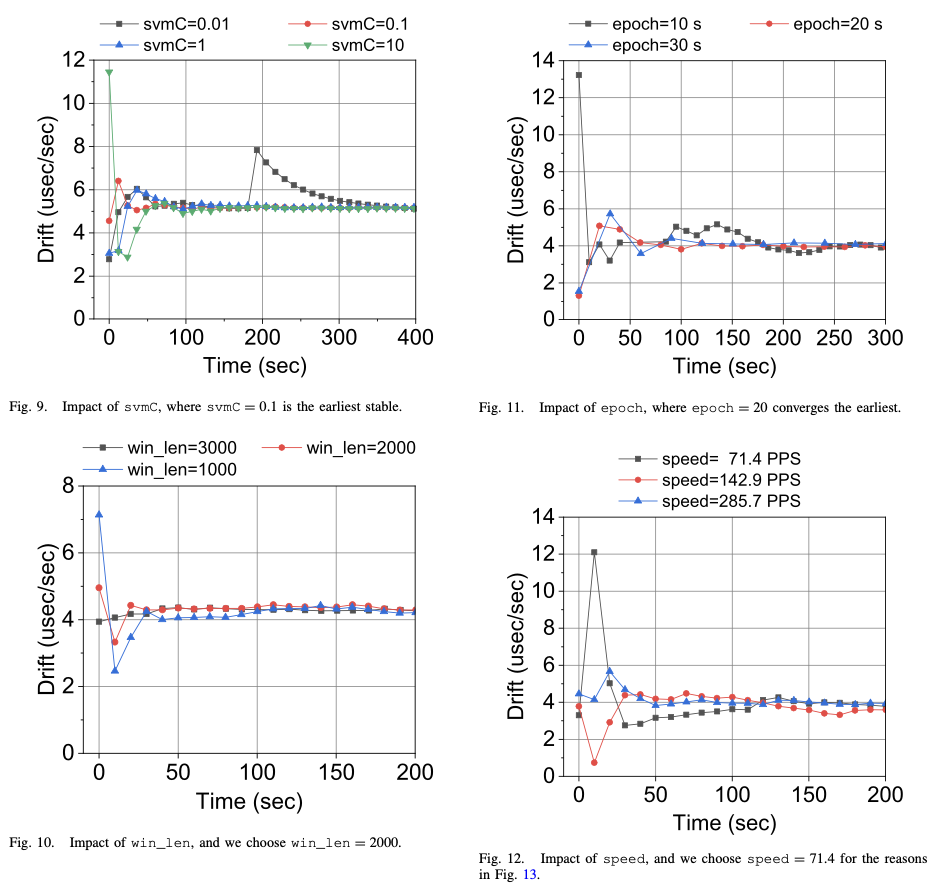 svmC=0.01 svmC=0.1
svmC=1 svmC=10
12
10
8
6
4
2
0
Drift (usec/sec)
0 100 200 300 400
Time (sec)
Fig. 9. Impact of svmC, where svmC = 0.1 is the earliest stable.
epoch=10 s epoch=20 s
epoch=30 s
14
12
10
8
6
4
2
0
Drift (usec/sec)
0 50 100 150 200 250 300
Time (sec)
Fig. 11. Impact of epoch, where epoch = 20 converges the earliest.
win_len=3000 win_len=2000
win_len=1000
8
6
4
2
0
Drift (usec/sec)
0 50 100 150 200
Time (sec)
Fig. 10. Impact of win_len, and we choose win_len = 2000.
speed= 71.4 PPS
speed=142.9 PPS
speed=285.7 PPS
14
12
10
8
6
4
2
0
Drift (usec/sec)
0 50 100 150 200
Time (sec)
Fig. 12. Impact of speed, and we choose speed = 71.4 for the reasons
in Fig. 13.